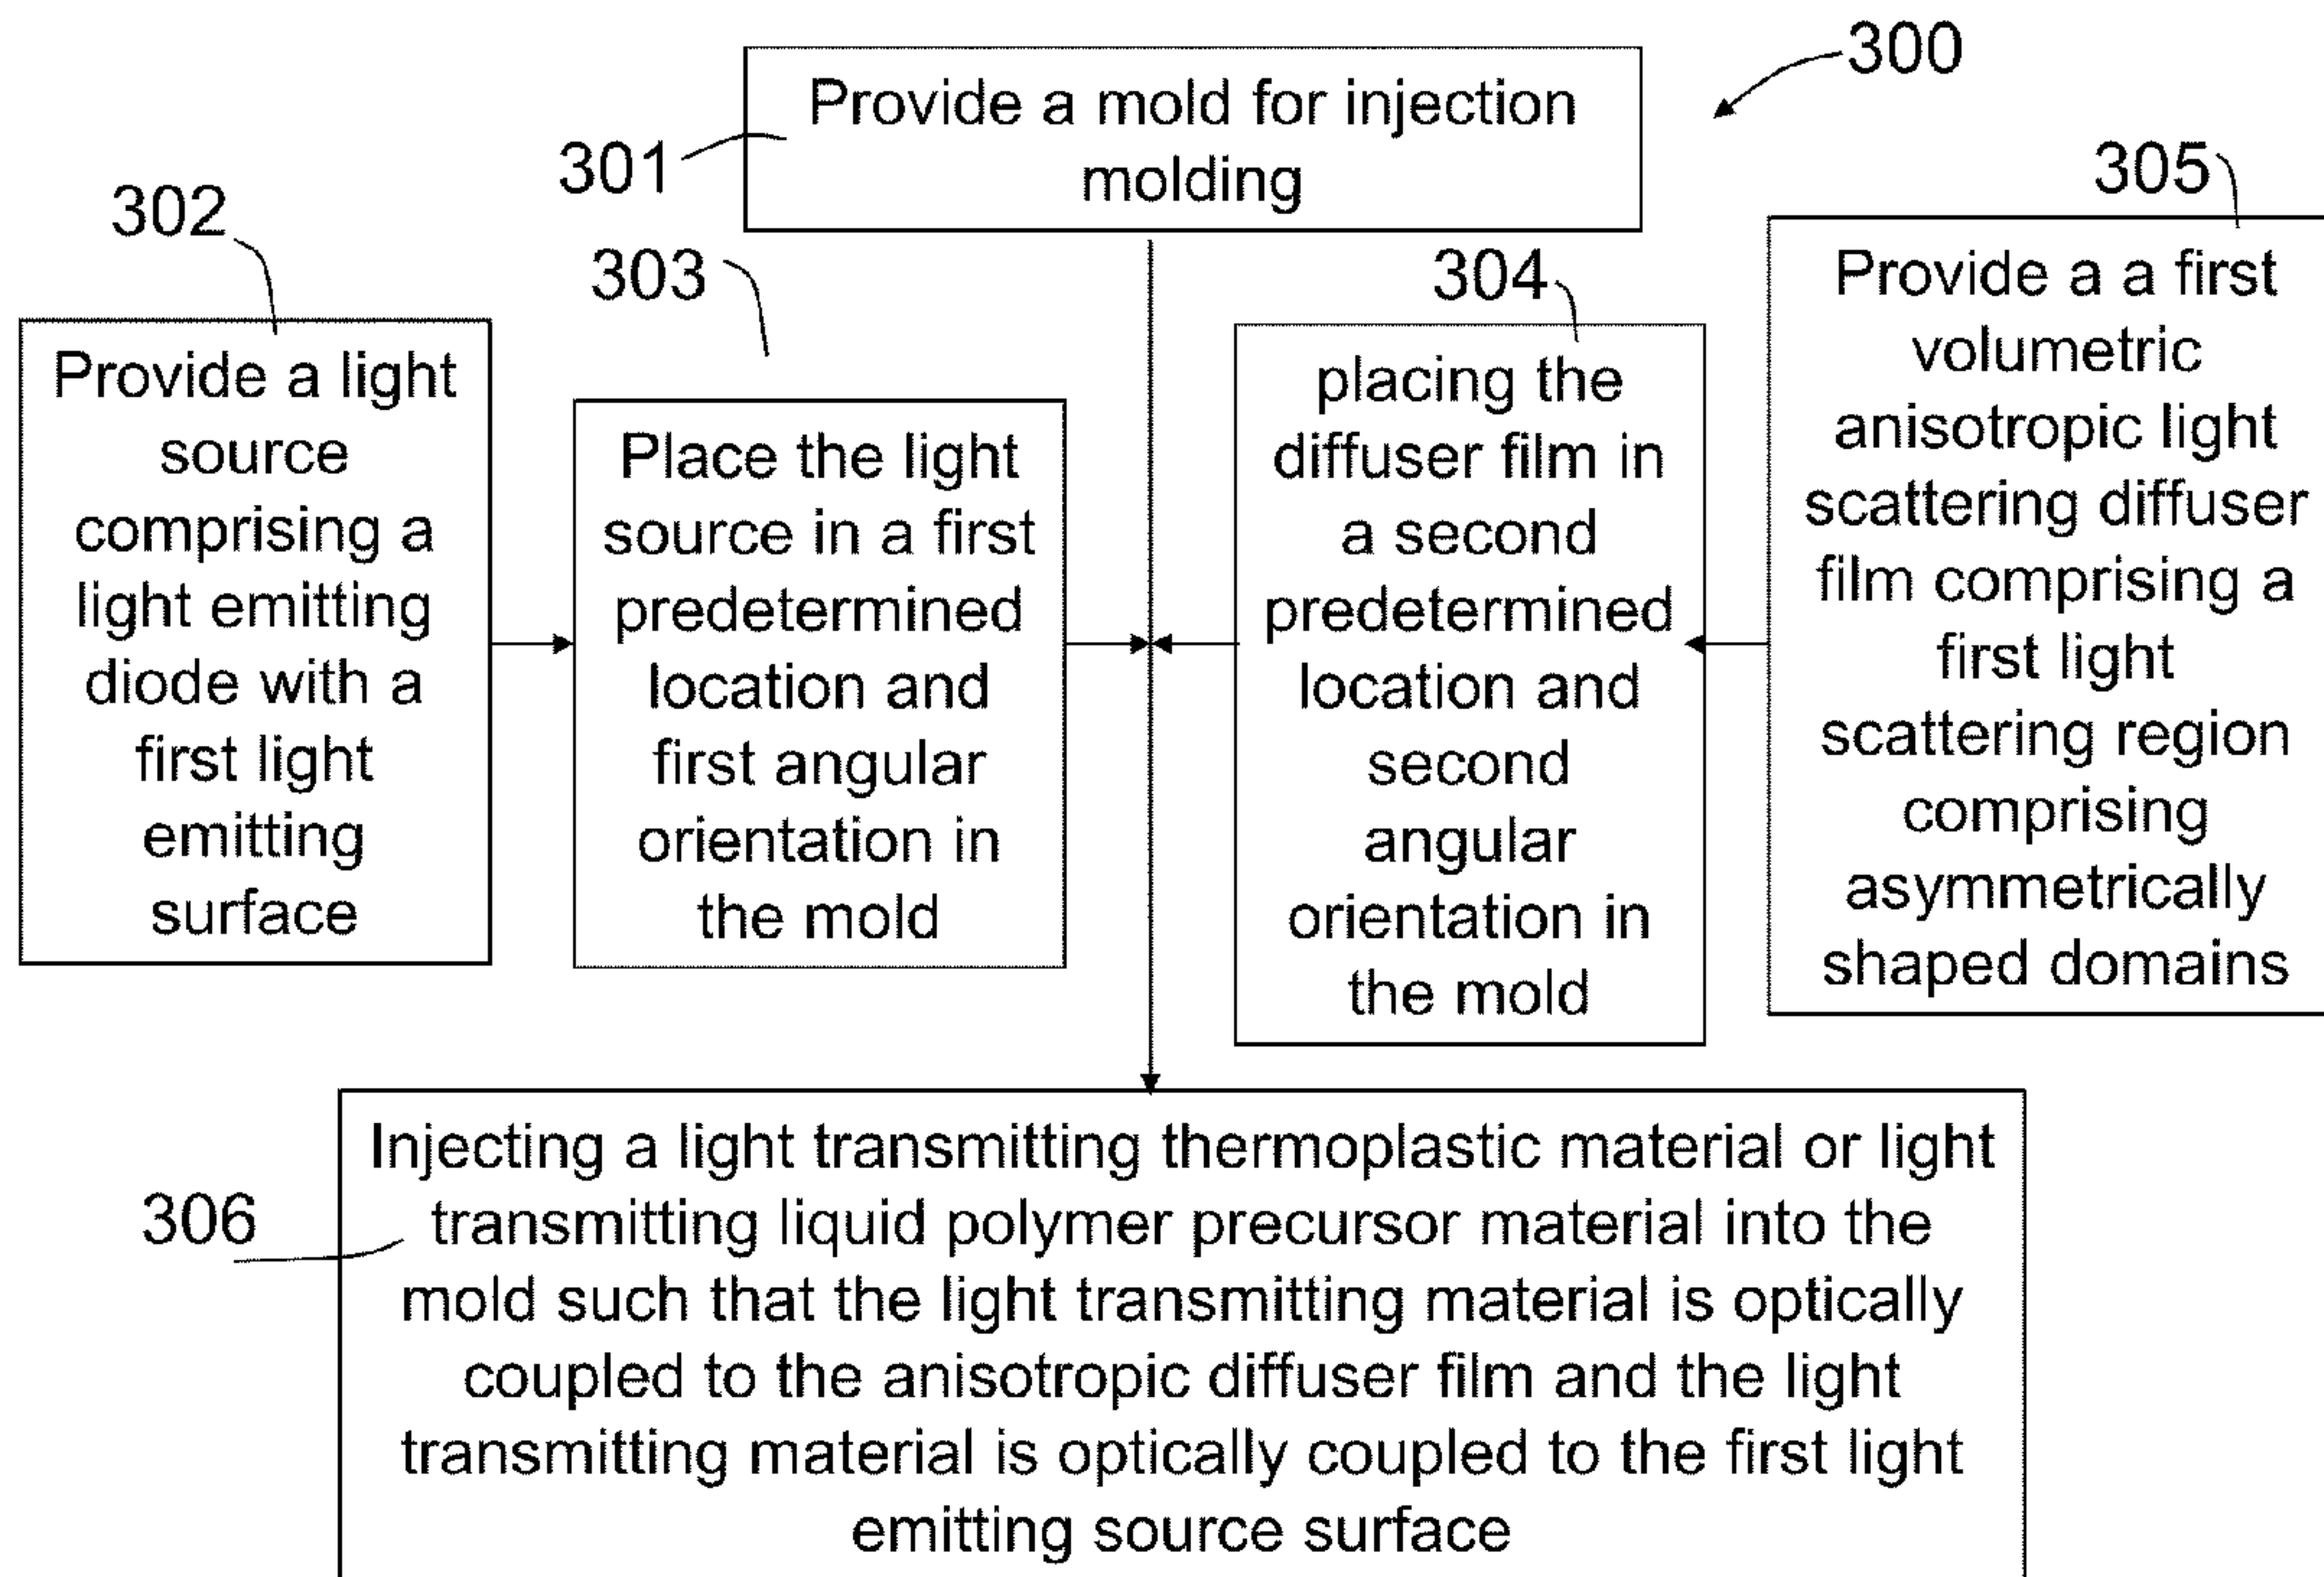 300
301
Provide a mold for injection
molding
302
Provide a light
source
comprising a
light emitting
diode with a
first light
emitting
surface
303
Place the light
source in a first
predetermined
location and
first angular
orientation in
the mold
304
placing the
diffuser film in
a second
predetermined
location and
second
angular
orientation in
the mold
305
Provide a a first
volumetric
anisotropic light
scattering diffuser
film comprising a
first light
scattering region
comprising
asymmetrically
shaped domains
306
Injecting a light transmitting thermoplastic material or light
transmitting liquid polymer precursor material into the
mold such that the light transmitting material is optically
coupled to the anisotropic diffuser film and the light
transmitting material is optically coupled to the first light
emitting source surface